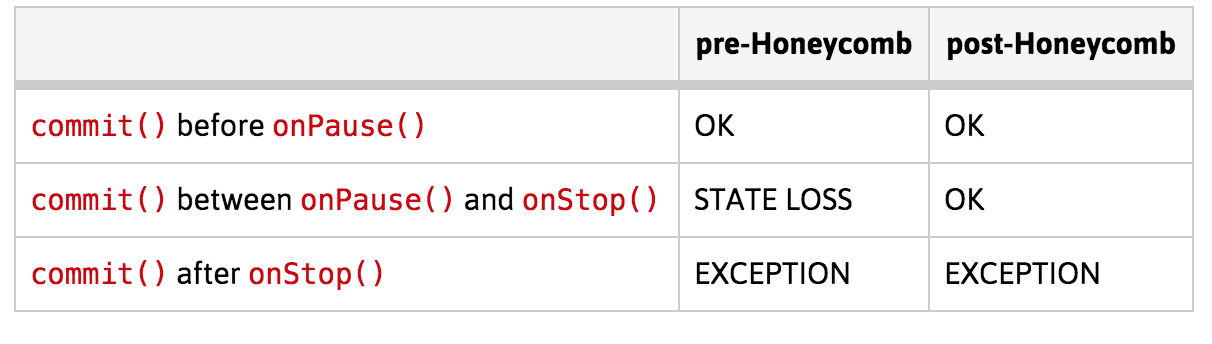 pre-Honeycomb post-Honeycomb
commit() before onPause() OK OK
commit() between onPause() and onStop() STATE LOSS OK
commit() after onStop() EXCEPTION EXCEPTION